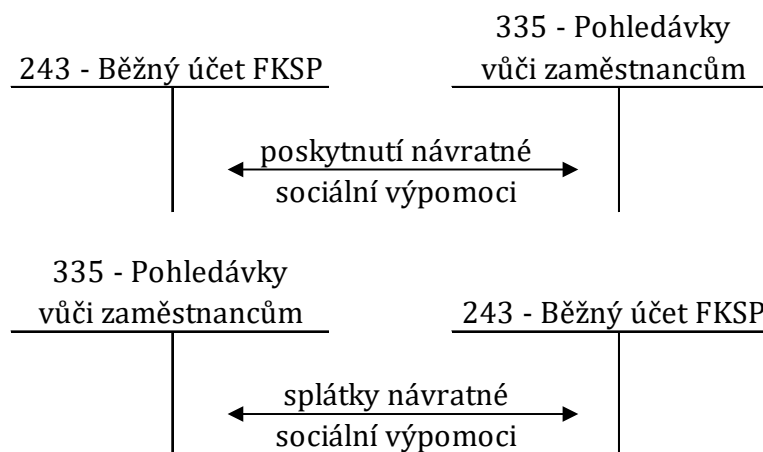 335 - Pohledávky
243 - Běžný účet FKSP
vůči zaměstnancům
poskytnutí návratné
sociální výpomoci
335 - Pohledávky
vůči zaměstnancům
243 - Běžný účet FKSP
splátky návratné
sociální výpomoci